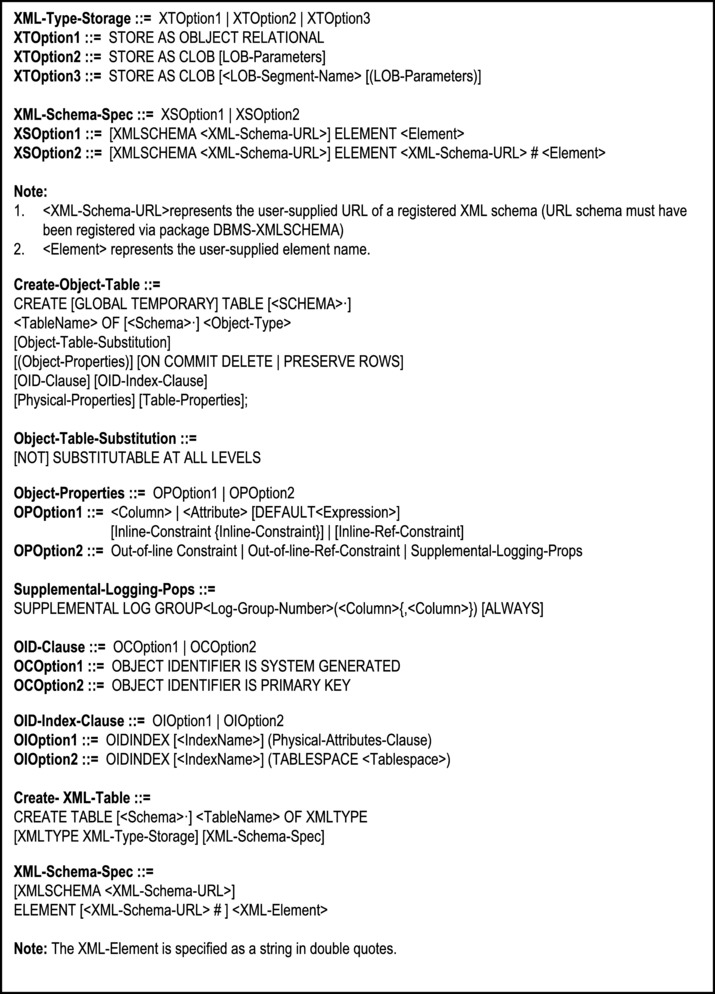 XML-Type-Storage ::= XTOption1 | XTOption2 | XTOption3
XTOption1 ::= STORE AS OBLJECT RELATIONAL
XTOption2 ::= STORE AS CLOB [LOB-Parameters]
XTOption3 ::= STORE AS CLOB [<LOB-Segment-Name> [(LOB-Parameters)]
XML-Schema-Spec ::= XSOption1 | XSOption2
XSOption1 ::= [XMLSCHEMA <XML-Schema-URL>] ELEMENT <Element>
XSOption2 ::= [XMLSCHEMA <XML-Schema-URL>] ELEMENT <XML-Schema-URL> # <Element>
Note:
1. <XML-Schema-URL>represents the user-supplied URL of a registered XML schema (URL schema must have
been registered via package DBMS-XMLSCHEMA)
2. <Element> represents the user-supplied element name.
Create-Object-Table ::=
CREATE [GLOBAL TEMPORARY] TABLE [<SCHEMA>·]
<TableName> OF [<Schema>·] <Object-Type>
[Object-Table-Substitution]
[(Object-Properties)] [ON COMMIT DELETE | PRESERVE ROWS]
[OID-Clause] [OID-Index-Clause]
[Physical-Properties] [Table-Properties];
Object-Table-Substitution ::=
[NOT] SUBSTITUTABLE AT ALL LEVELS
Object-Properties ::= OPOption1 | OPOption2
OPOption1 ::= <Column> | <Attribute> [DEFAULT<Expression>]
[Inline-Constraint {Inline-Constraint}] | [Inline-Ref-Constraint]
OPOption2 ::= Out-of-line Constraint | Out-of-line-Ref-Constraint | Supplemental-Logging-Props
Supplemental-Logging-Pops ::=
SUPPLEMENTAL LOG GROUP<Log-Group-Number>(<Column>{,<Column>}) [ALWAYS]
OID-Clause ::= OCOption1 | OCOption2
OCOption1 ::= OBJECT IDENTIFIER IS SYSTEM GENERATED
OCOption2 ::= OBJECT IDENTIFIER IS PRIMARY KEY
OID-Index-Clause ::= OIOption1 | OIOption2
OIOption1 ::= OIDINDEX [<IndexName>] (Physical-Attributes-Clause)
OIOption2 ::= OIDINDEX [<IndexName>] (TABLESPACE <Tablespace>)
Create- XML-Table ::=
CREATE TABLE [<Schema>·] <TableName> OF XMLTYPE
[XMLTYPE XML-Type-Storage] [XML-Schema-Spec]
XML-Schema-Spec ::=
[XMLSCHEMA <XML-Schema-URL>]
ELEMENT [<XML-Schema-URL> # ] <XML-Element>
Note: The XML-Element is specified as a string in double quotes.